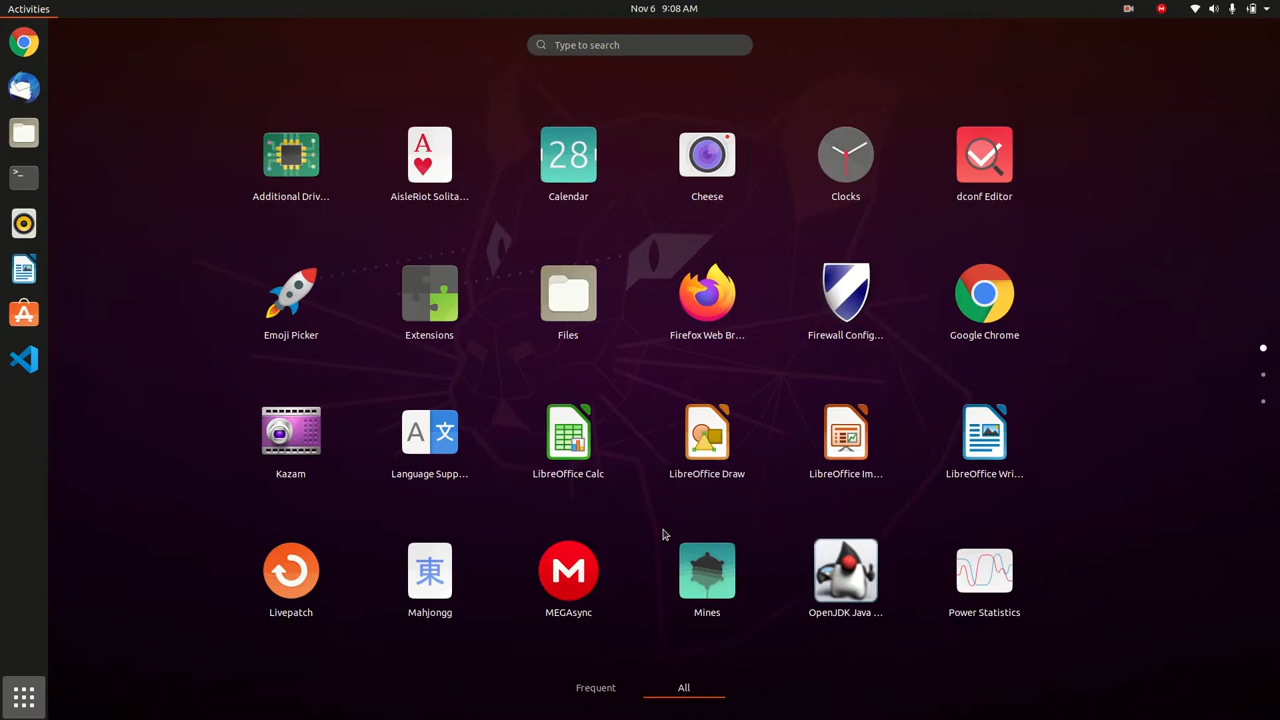 Activities
Nov 6 9:08 AM
Type to search
Additional Driv...
AisleRiot Solita...
28
Calendar
Cheese
Clocks
dconf Editor
Emoji Picker
Extensions
Files
Firefox Web Br...
Firewall Config...
Google Chrome
Kazam
A 文
Language Supp...
LibreOffice Calc
LibreOffice Draw
LibreOffice Im...
LibreOffice Wri...
Livepatch
東
Mahjongg
M
MEGAsync
Mines
OpenJDK Java ...
Power Statistics
Frequent
All